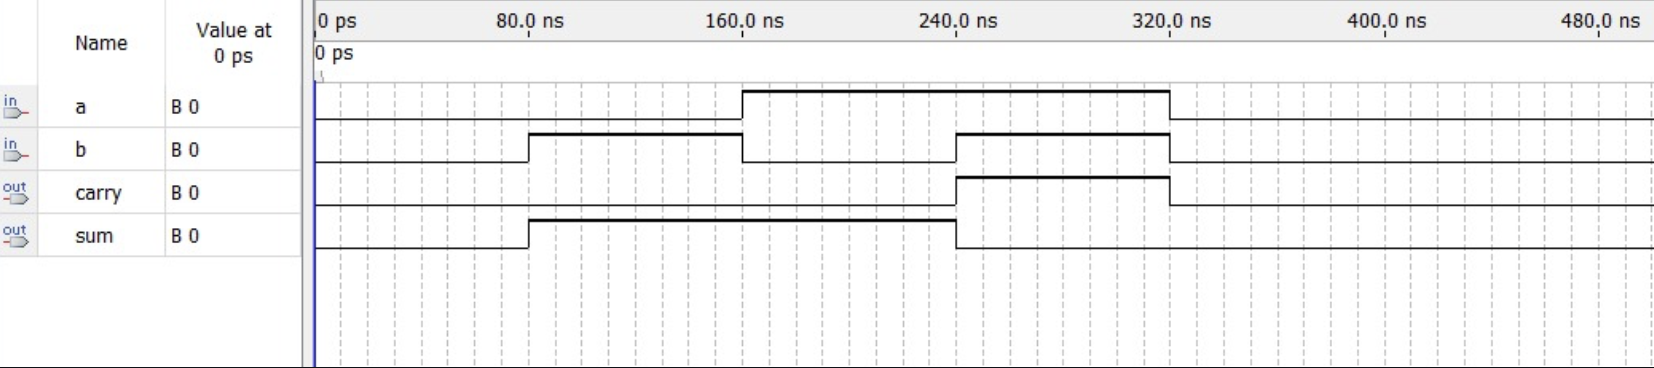 Name Value at 0 ps
0 ps 80.0 ns 160.0 ns 240.0 ns 320.0 ns 400.0 ns 480.0 ns
0 ps
in a B 0
in b B 0
out carry B 0
out sum B 0